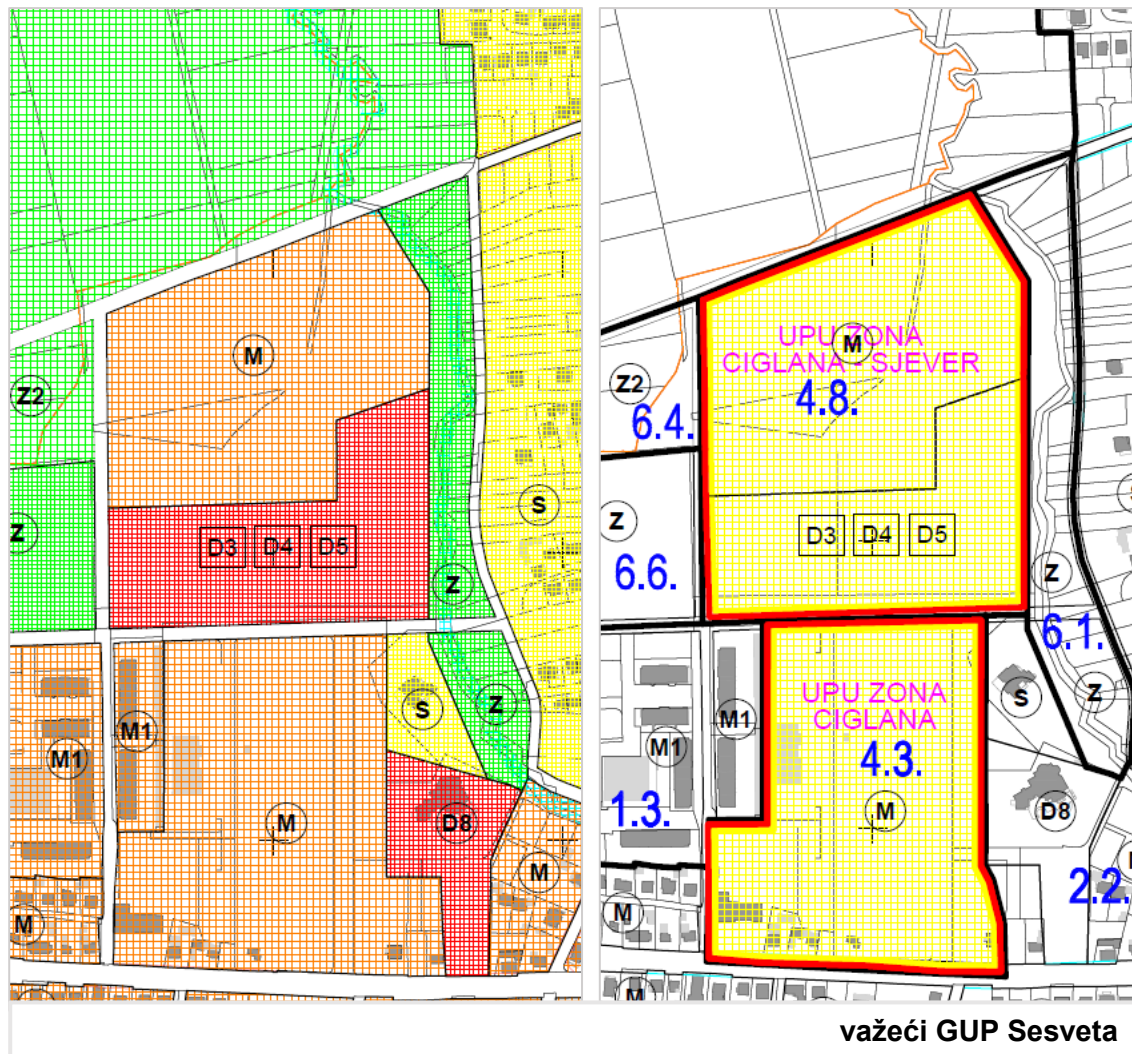 M
Z2
S
Z
D3 D4 D5
Z
S
Z
M1
M1
M
D8
M
M
UPU ZONA
CIGLANA - SJEVER
M
4.8.
Z2
6.4.
D3 D4 D5
Z
6.6.
Z
6.1.
UPU ZONA
CIGLANA
4.3.
M
S
Z
M1
M1
1.3.
D8
2.2.
M
M
važeći GUP Sesveta